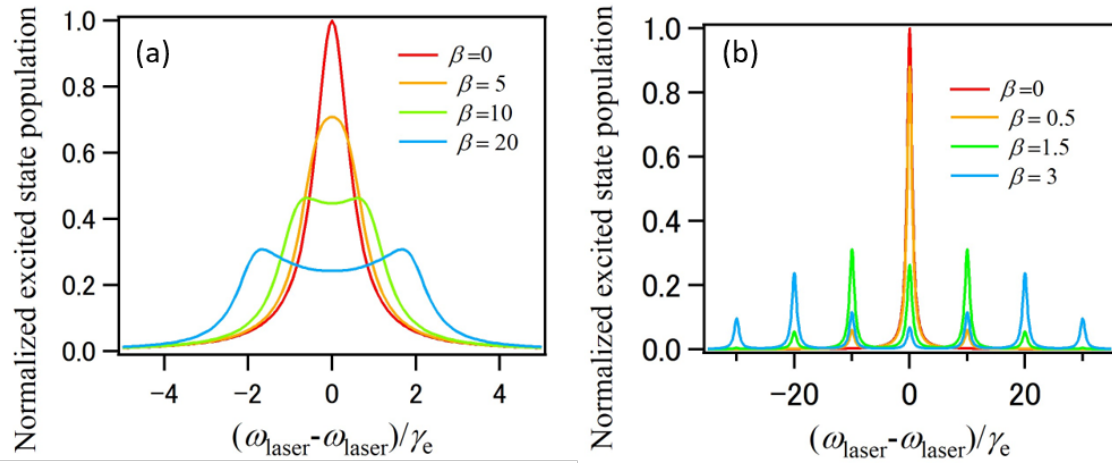 Normalized excited state population
(a)
1.0
0.8
0.6
0.4
0.2
0.0
β=0
β= 5
β=10
β= 20
-4
-2
0
2
4
(ωlaser-ωlaser)/γe
Normalized excited state population
(b)
1.0
0.8
0.6
0.4
0.2
0.0
β=0
β= 0.5
β=1.5
β= 3
-20
0
20
(ωlaser-ωlaser)/γe